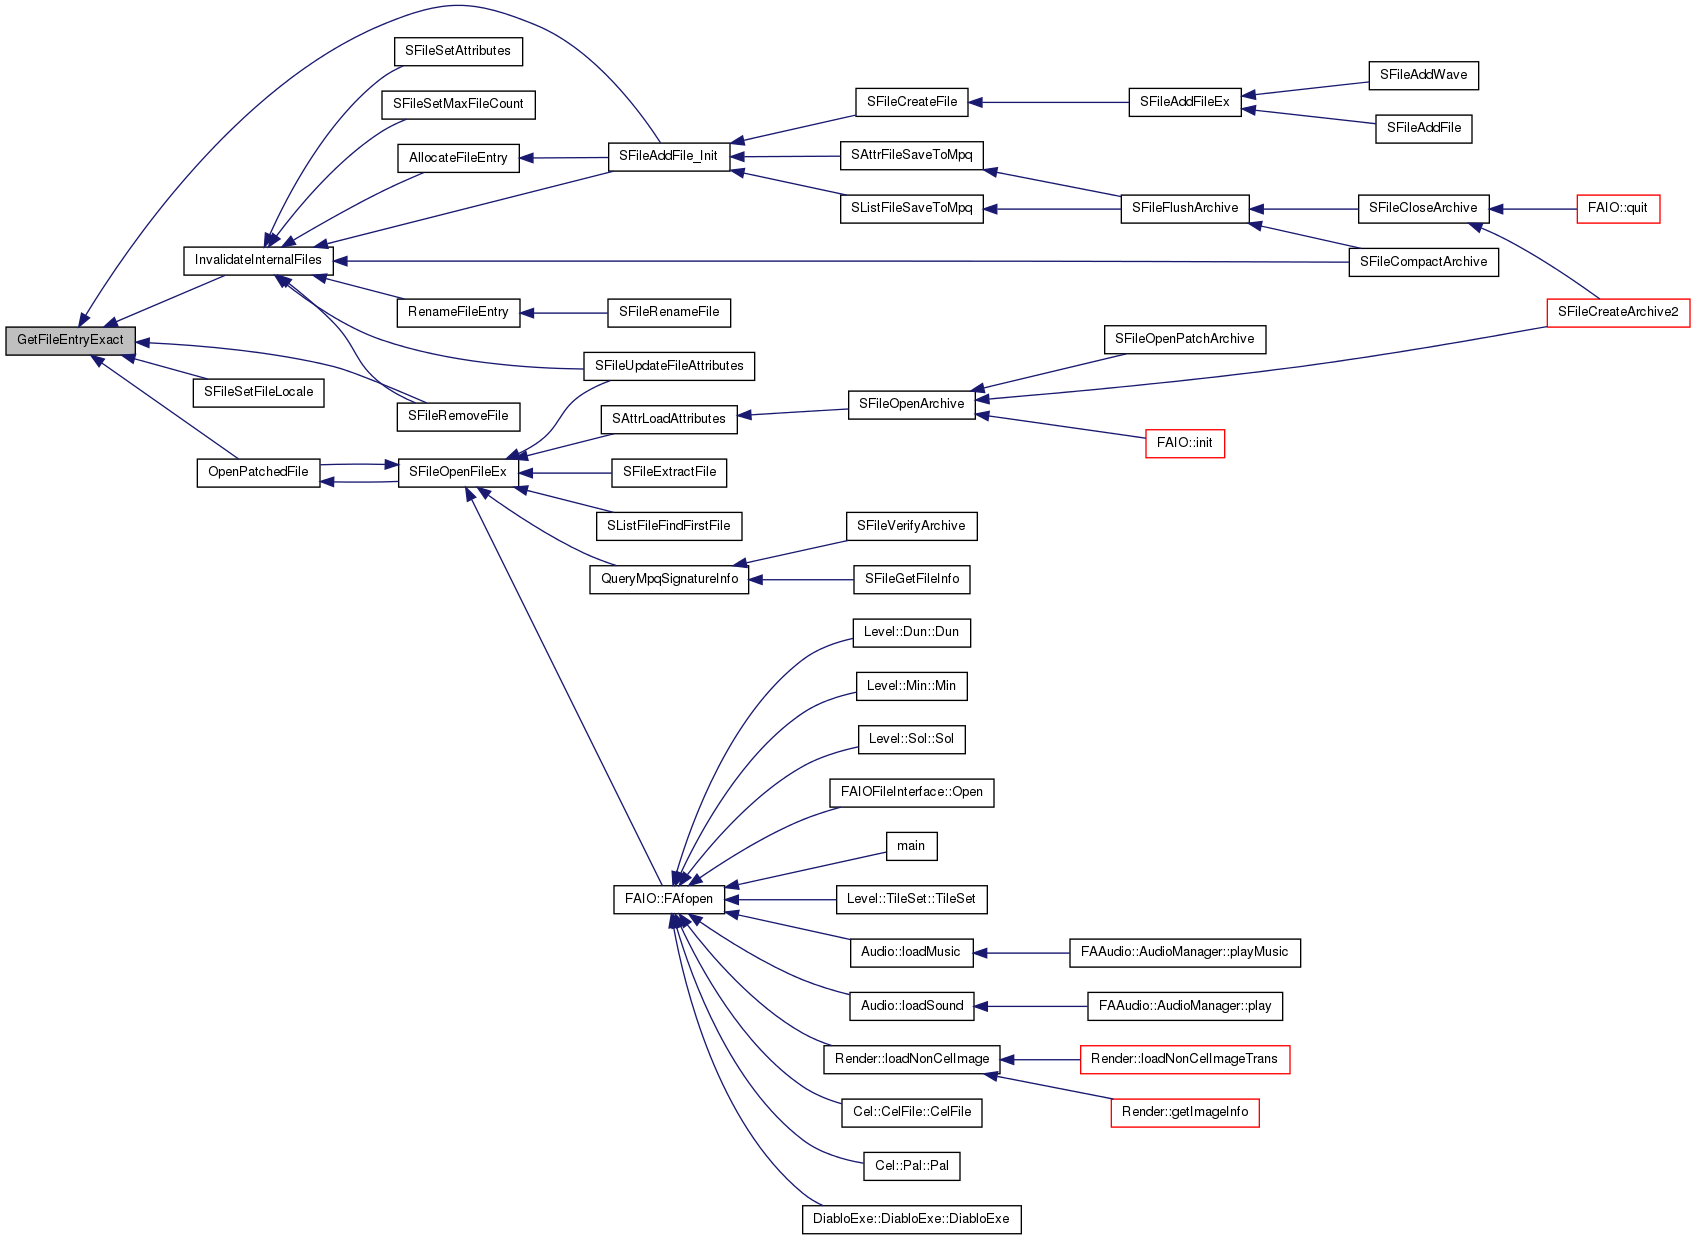 GetFileEntryExact
InvalidateInternalFiles
SFileSetFileLocale
OpenPatchedFile
SFileSetAttributes
SFileSetMaxFileCount
AllocateFileEntry
RenameFileEntry
SFileRemoveFile
SFileOpenFileEx
SFileAddFile_Init
SFileRenameFile
SFileUpdateFileAttributes
SAttrLoadAttributes
SFileExtractFile
SListFileFindFirstFile
QueryMpqSignatureInfo
FAIO::FAfopen
SFileCreateFile
SAttrFileSaveToMpq
SListFileSaveToMpq
SFileOpenArchive
SFileVerifyArchive
SFileGetFileInfo
Level::Dun::Dun
Level::Min::Min
Level::Sol::Sol
FAIOFileInterface::Open
main
Level::TileSet::TileSet
Audio::loadMusic
Audio::loadSound
Render::loadNonCelImage
Cel::CelFile::CelFile
Cel::Pal::Pal
DiabloExe::DiabloExe::DiabloExe
SFileAddFileEx
SFileFlushArchive
SFileOpenPatchArchive
FAIO::init
FAAudio::AudioManager::playMusic
FAAudio::AudioManager::play
Render::loadNonCelImageTrans
Render::getImageInfo
SFileAddWave
SFileAddFile
SFileCloseArchive
SFileCompactArchive
FAIO::quit
SFileCreateArchive2